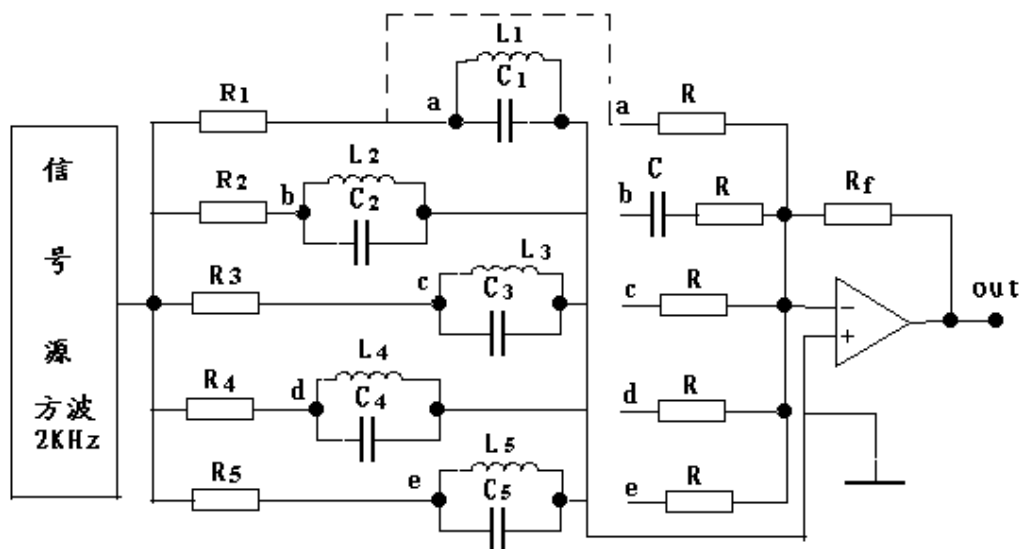 信
号
源
方波
2KHz
R1
a
L1
C1
a
R
R2
b
L2
C2
b
C
R
Rf
R3
c
L3
C3
c
R
−
+
out
R4
d
L4
C4
d
R
R5
e
L5
C5
e
R